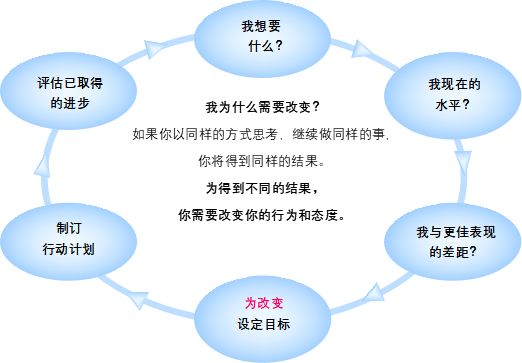 我想要
什么？
我现在的
水平？
我与更佳表现
的差距？
为改变
设定目标
制订
行动计划
评估已取得
的进步
我为什么需要改变？
如果你以同样的方式思考，继续做同样的事，
你将得到同样的结果。
为得到不同的结果，
你需要改变你的行为和态度。